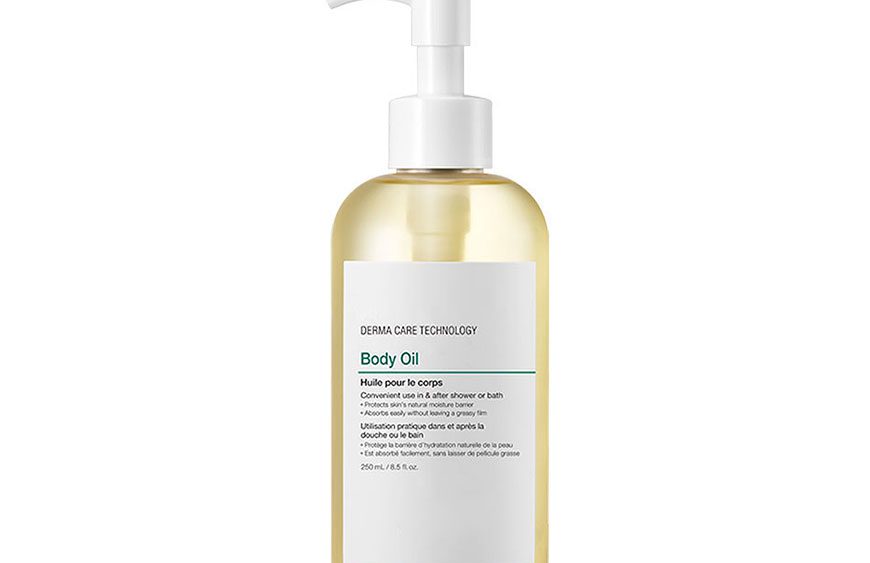 DERMA CARE TECHNOLOGY
Body Oil
Huile pour le corps
Convenient use in & after shower or bath
• Protects skin's natural moisture barrier
• Absorbs easily without leaving a greasy film
Utilisation pratique dans et après la
douche ou le bain
• Protège la barrière d'hydratation naturelle de la peau
• Est absorbé facilement, sans laisser de pellicule grasse
250 mL / 8.5 fl.oz.